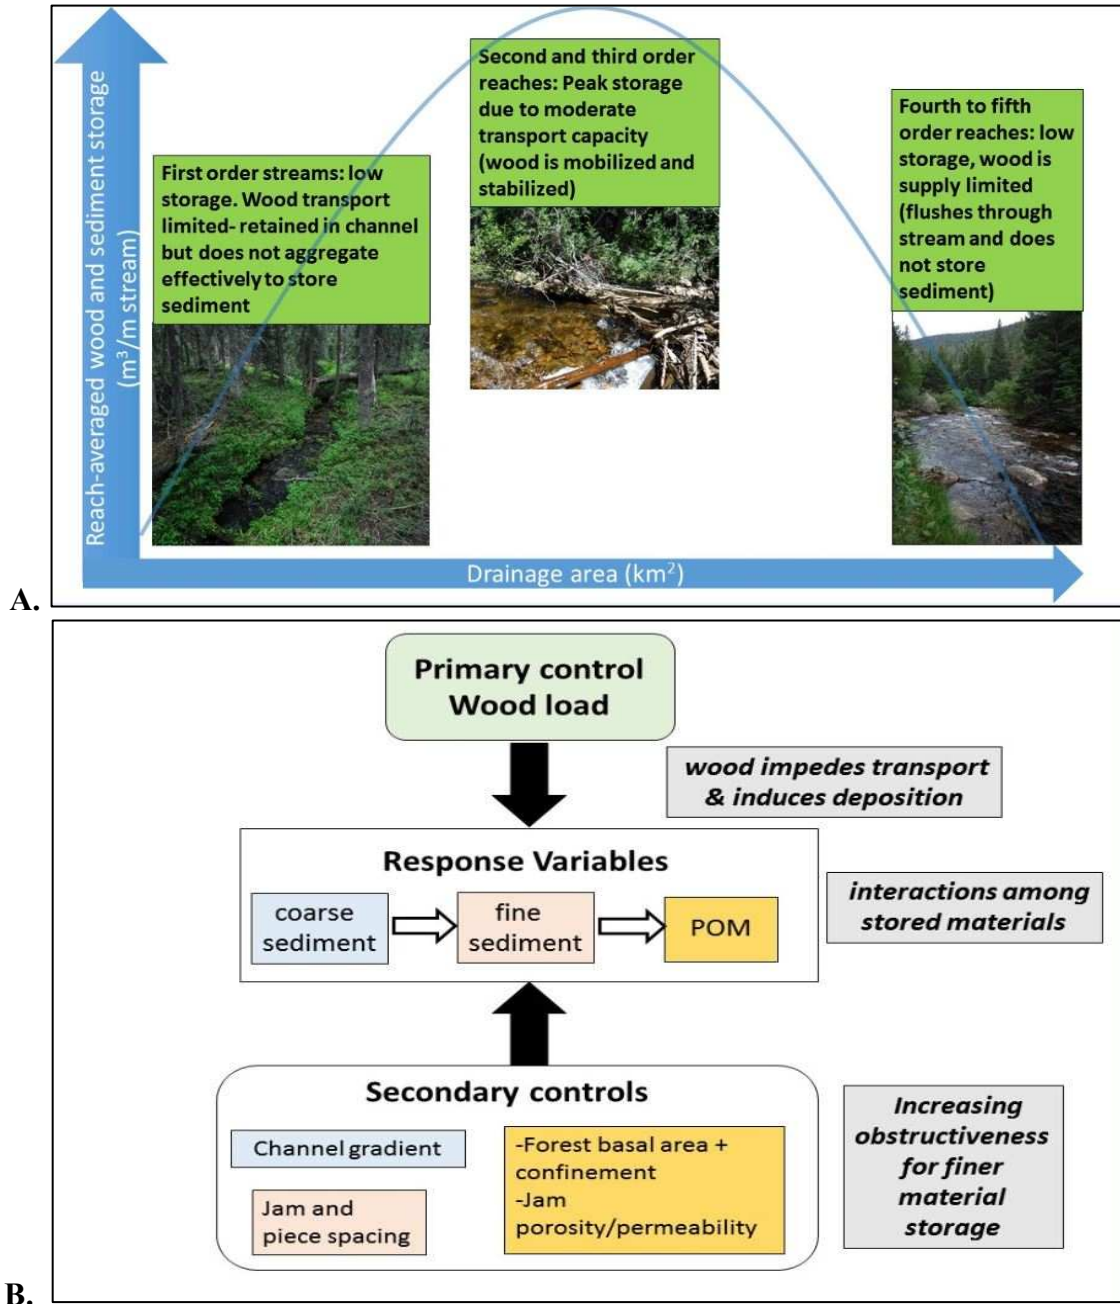 Reach-averaged wood and sediment storage
(m³/m stream)
First order streams: low
storage. Wood transport
limited- retained in channel
but does not aggregate
effectively to store
sediment
Second and third order
reaches: Peak storage
due to moderate
transport capacity
(wood is mobilized and
stabilized)
Fourth to fifth
order reaches: low
storage, wood is
supply limited
(flushes through
stream and does
not store
sediment)
Drainage area (km²)
A.
Primary control
Wood load
wood impedes transport
& induces deposition
Response Variables
coarse
sediment
fine
sediment
POM
interactions among
stored materials
Secondary controls
Channel gradient
Jam and
piece spacing
-Forest basal area +
confinement
-Jam
porosity/permeability
Increasing
obstructiveness
for finer
material
storage
B.